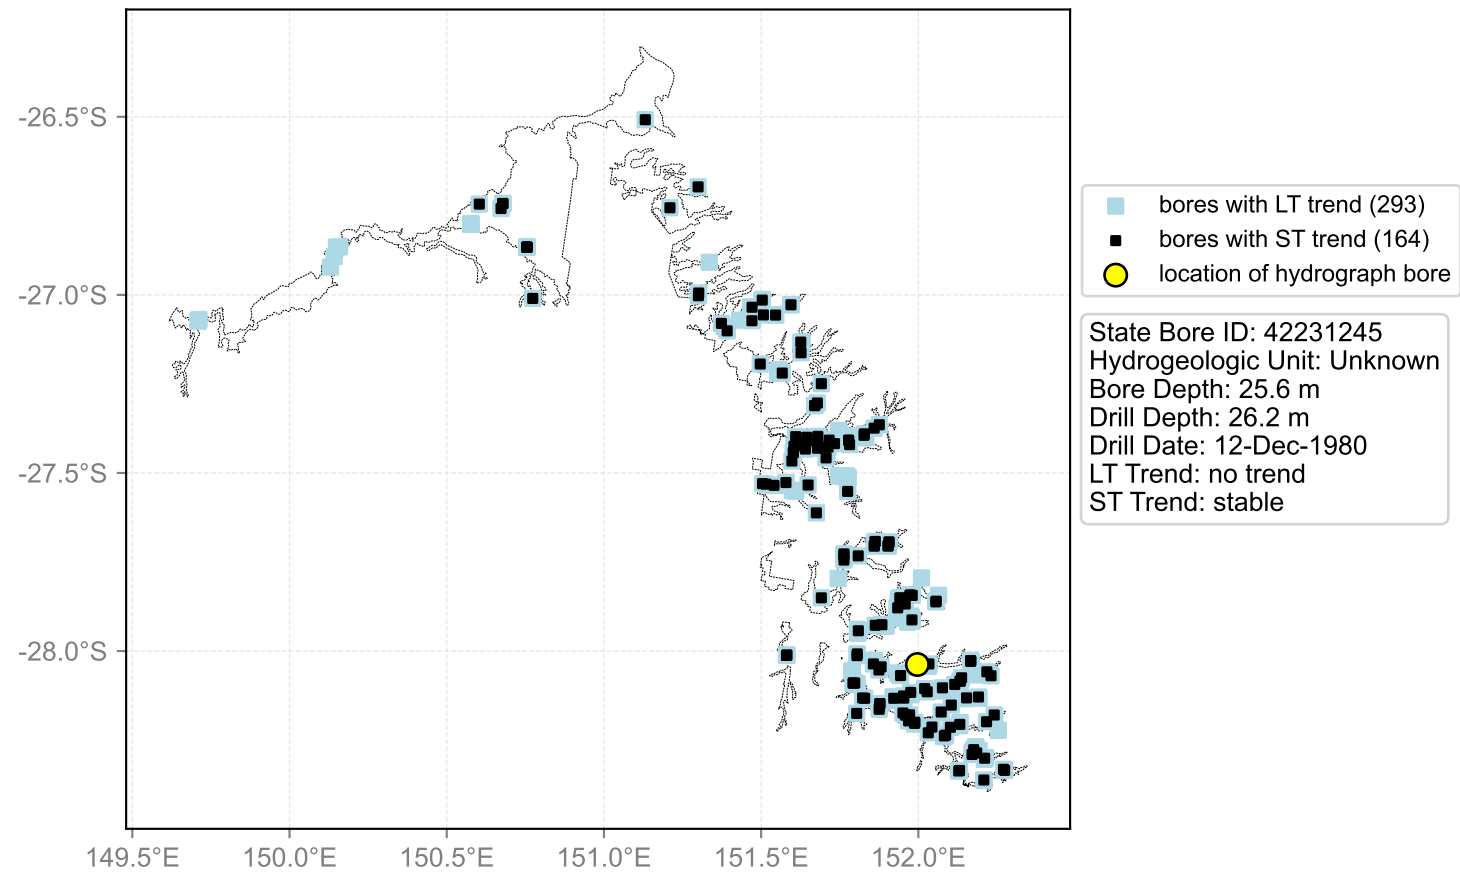 -26.5°S
-27.0°S
-27.5°S
-28.0°S
149.5°E 150.0°E 150.5°E 151.0°E 151.5°E 152.0°E
bores with LT trend (293)
bores with ST trend (164)
location of hydrograph bore
State Bore ID: 42231245
Hydrogeologic Unit: Unknown
Bore Depth: 25.6 m
Drill Depth: 26.2 m
Drill Date: 12-Dec-1980
LT Trend: no trend
ST Trend: stable